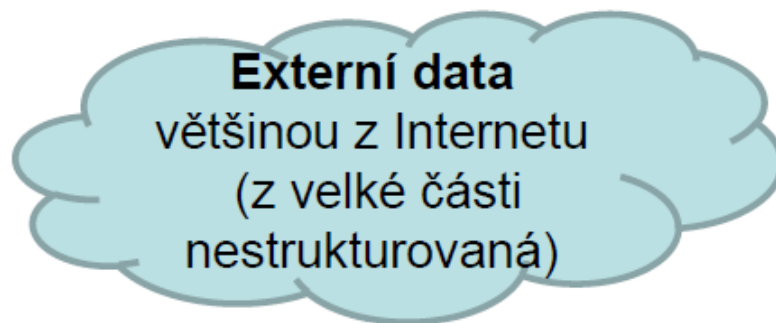 Externí data
většinou z Internetu
(z velké části
nestrukturovaná)